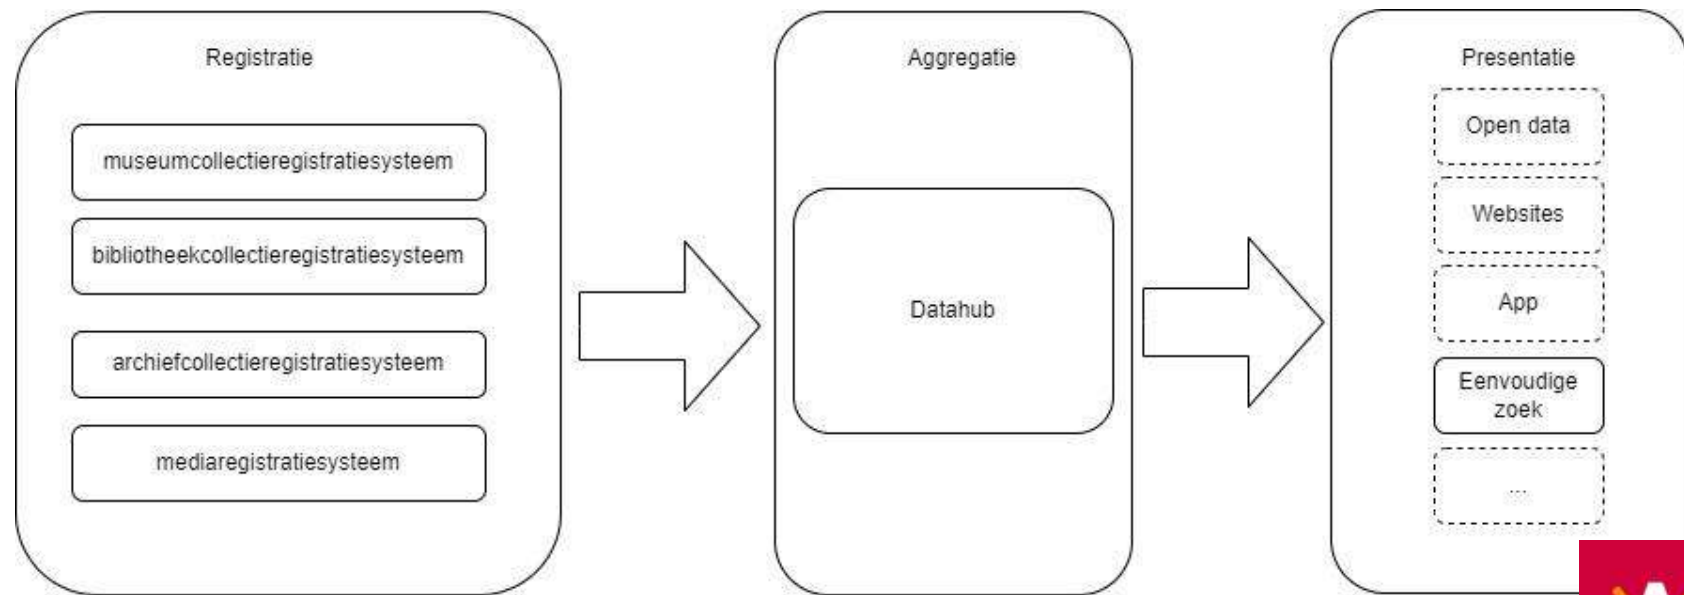 Registratie
museumcollectieregistratiesysteem
bibliotheekcollectieregistratiesysteem
archiefcollectieregistratiesysteem
mediaregistratiesysteem
Aggregatie
Datahub
Presentatie
Open data
Websites
App
Eenvoudige
zoek
...